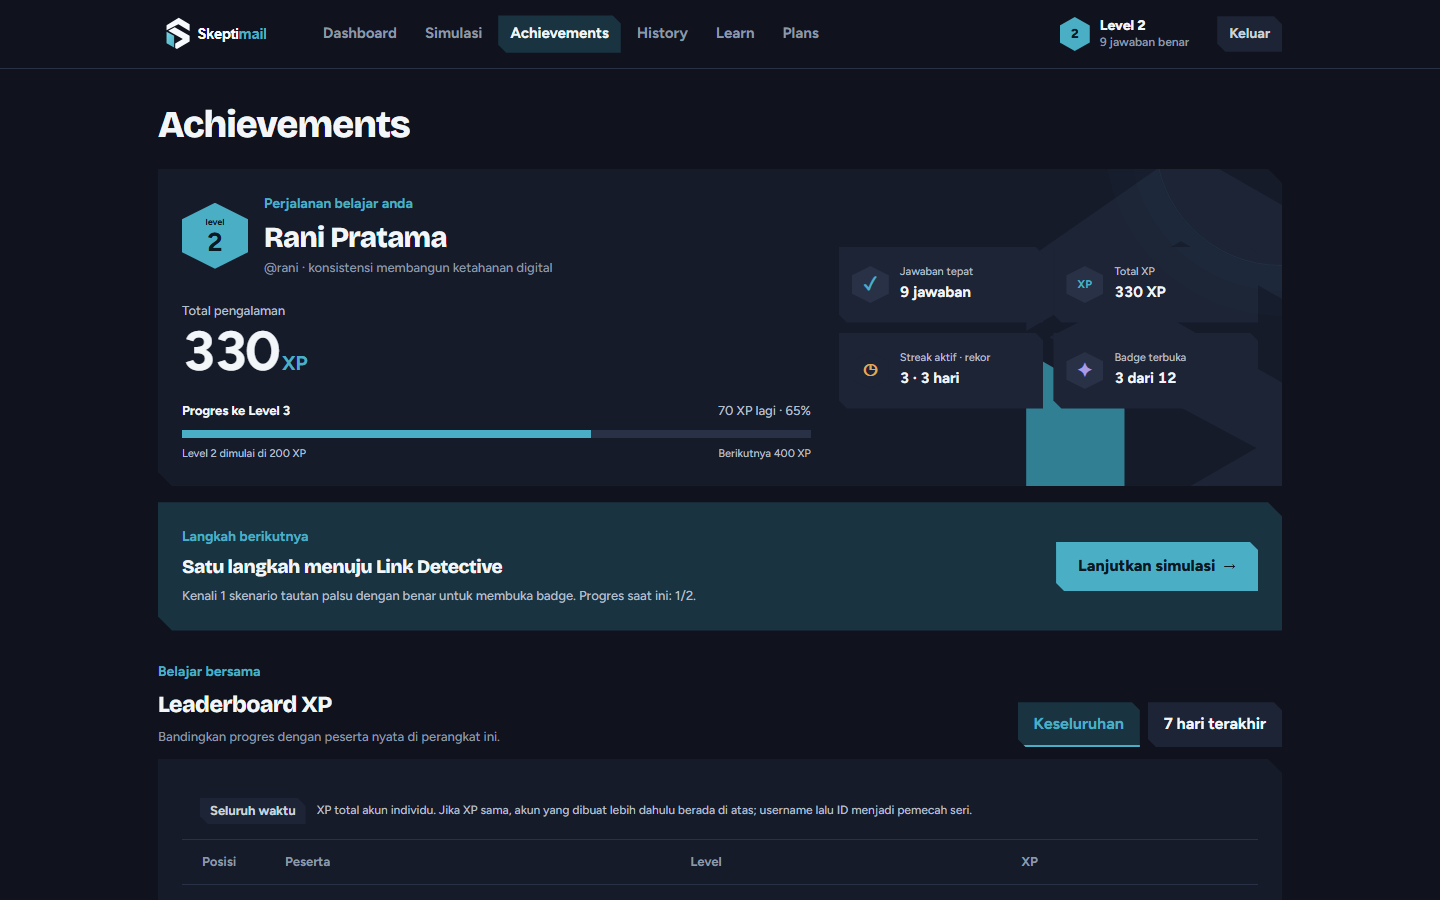 Skeptimail
Dashboard
Simulasi
Achievements
History
Learn
Plans
2
Level 2
9 jawaban benar
Keluar
Achievements
level
2
Perjalanan belajar anda
Rani Pratama
@rani · konsistensi membangun ketahanan digital
Total pengalaman
330 XP
Progres ke Level 3
70 XP lagi · 65%
Level 2 dimulai di 200 XP
Berikutnya 400 XP
Jawaban tepat
9 jawaban
XP
Total XP
330 XP
Streak aktif · rekor
3 · 3 hari
Badge terbuka
3 dari 12
Langkah berikutnya
Satu langkah menuju Link Detective
Kenali 1 skenario tautan palsu dengan benar untuk membuka badge. Progres saat ini: 1/2.
Lanjutkan simulasi →
Belajar bersama
Leaderboard XP
Bandingkan progres dengan peserta nyata di perangkat ini.
Keseluruhan
7 hari terakhir
Seluruh waktu
XP total akun individu. Jika XP sama, akun yang dibuat lebih dahulu berada di atas; username lalu ID menjadi pemecah seri.
Posisi
Peserta
Level
XP